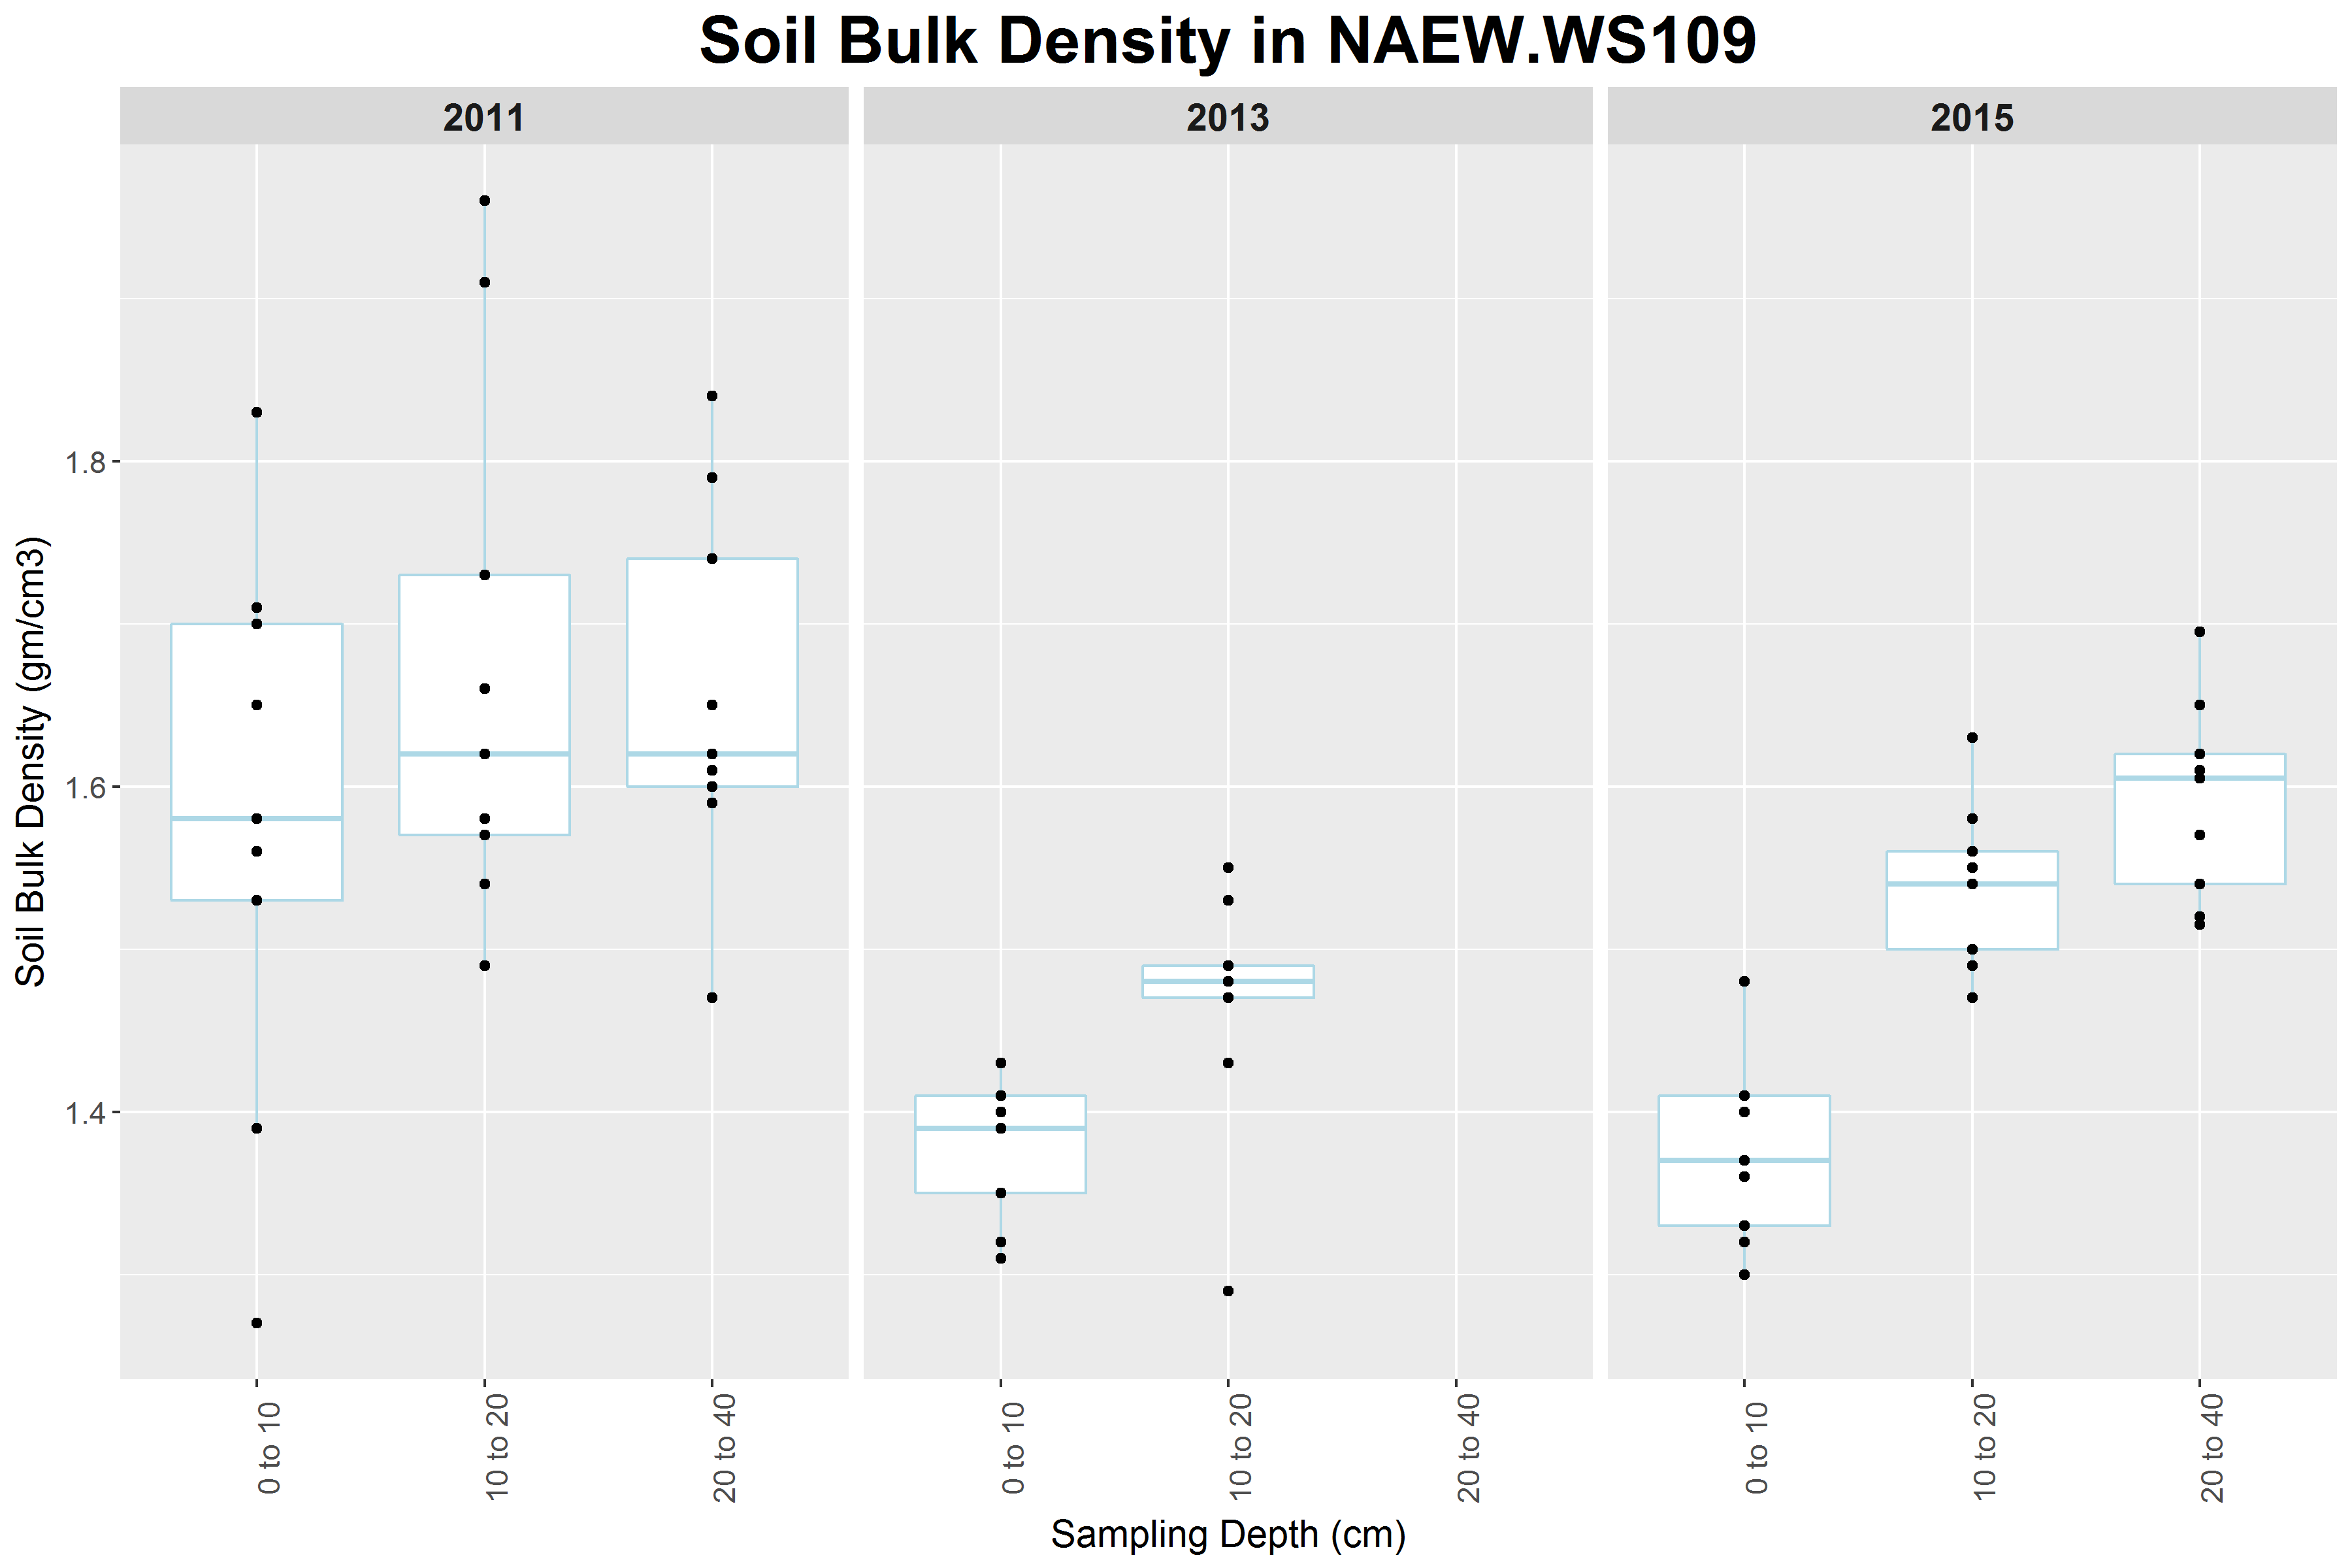 Soil Bulk Density in NAEW.WS109
2011
2013
2015
Soil Bulk Density (gm/cm3)
1.8
1.6
1.4
0 to 10
10 to 20
20 to 40
0 to 10
10 to 20
20 to 40
0 to 10
10 to 20
20 to 40
Sampling Depth (cm)